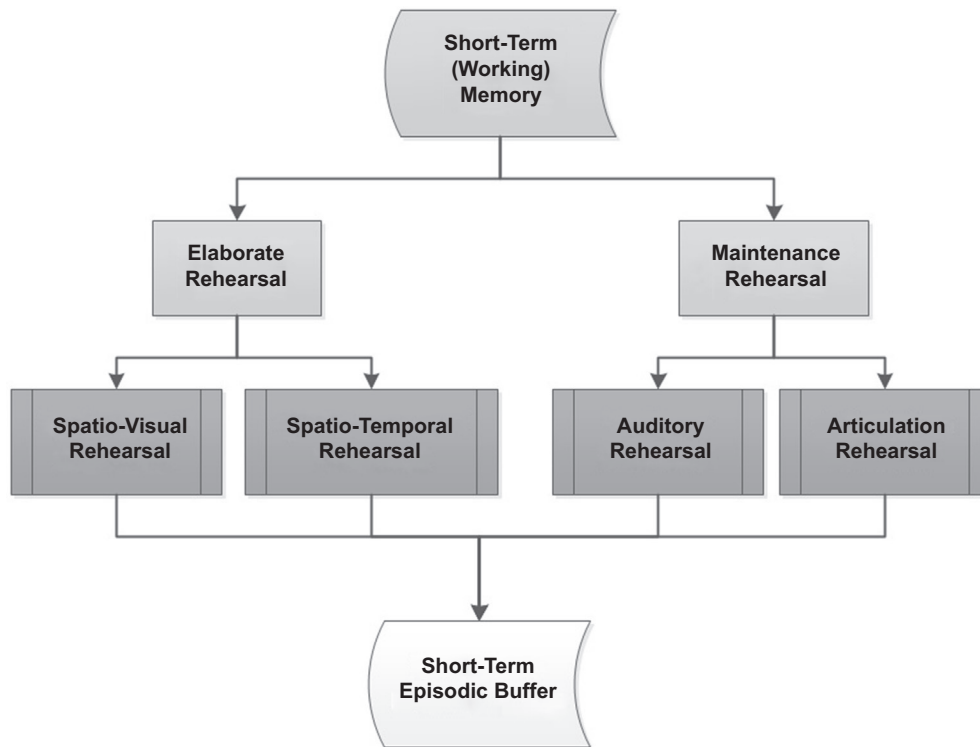 Short-Term
(Working)
Memory
Elaborate
Rehearsal
Maintenance
Rehearsal
Spatio-Visual
Rehearsal
Spatio-Temporal
Rehearsal
Auditory
Rehearsal
Articulation
Rehearsal
Short-Term
Episodic Buffer